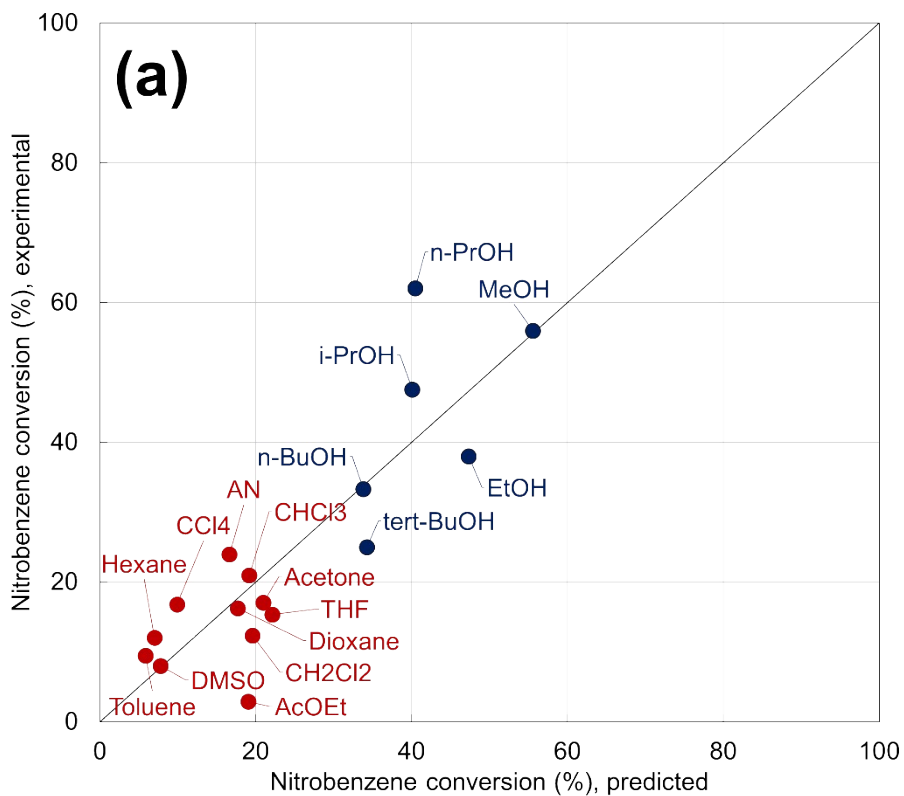 (a)
Nitrobenzene conversion (%), experimental
100
80
60
40
20
0
n-PrOH
MeOH
i-PrOH
n-BuOH
EtOH
AN
CHCl3
tert-BuOH
CCl4
Hexane
Acetone
THF
Dioxane
CH2Cl2
DMSO
Toluene
AcOEt
0 20 40 60 80 100
Nitrobenzene conversion (%), predicted